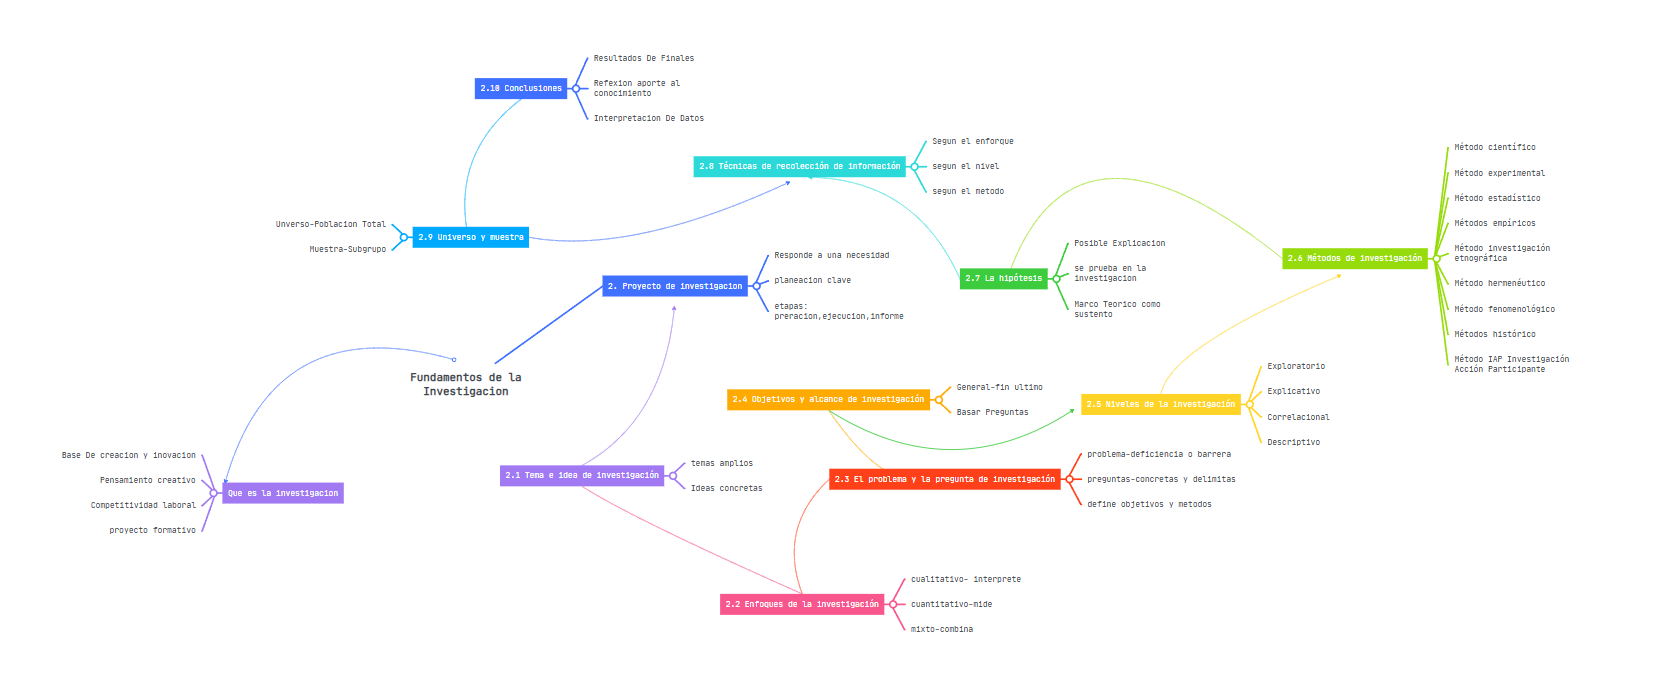 Resultados De Finales
2.10 Conclusiones
Refexion aporte al
conocimiento
Interpretacion De Datos
Segun el enforque
2.8 Técnicas de recolección de información
segun el nivel
segun el metodo
Método científico
Método experimental
Método estadístico
Métodos empíricos
Método investigación
etnográfica
2.6 Métodos de investigación
Método hermenéutico
Método fenomenológico
Métodos histórico
Método IAP Investigación
Acción Participante
Unverso-Poblacion Total
2.9 Universo y muestra
Muestra-Subgrupo
Posible Explicacion
2.7 La hipótesis
se prueba en la
investigacion
Marco Teorico como
sustento
Responde a una necesidad
2. Proyecto de investigacion
planeacion clave
etapas:
preracion,ejecucion,informe
Fundamentos de la
Investigacion
General-fin ultimo
2.4 Objetivos y alcance de investigación
Basar Preguntas
Exploratorio
Explicativo
2.5 Niveles de la investigación
Correlacional
Descriptivo
Base De creacion y inovacion
Pensamiento creativo
Que es la investigacion
Competitividad laboral
proyecto formativo
temas amplios
2.1 Tema e idea de investigación
Ideas concretas
problema-deficiencia o barrera
2.3 El problema y la pregunta de investigación
preguntas-concretas y delimitas
define objetivos y metodos
cualitativo- interprete
2.2 Enfoques de la investigación
cuantitativo-mide
mixto-combina